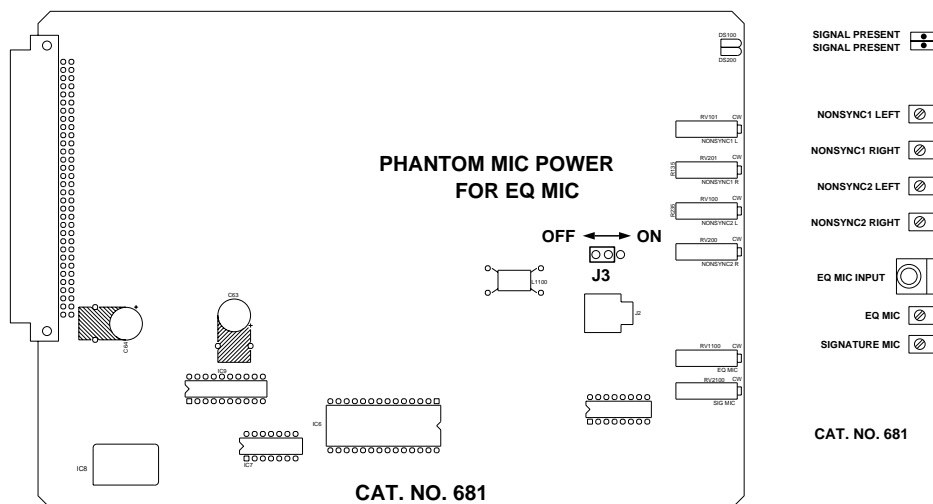 DS100
DS200
SIGNAL PRESENT
SIGNAL PRESENT
RV101 CW
NONSYNC1 L
NONSYNC1 LEFT
PHANTOM MIC POWER
FOR EQ MIC
R135
RV201 CW
NONSYNC1 R
NONSYNC1 RIGHT
R235
RV100 CW
NONSYNC2 L
NONSYNC2 LEFT
OFF ON
J3
RV200 CW
NONSYNC2 R
NONSYNC2 RIGHT
L1100
EQ MIC INPUT
C64
C63
J2
EQ MIC
RV1100 CW
EQ MIC
SIGNATURE MIC
IC9
RV2100 CW
SIG MIC
IC6
IC7
IC8
CAT. NO. 681
CAT. NO. 681